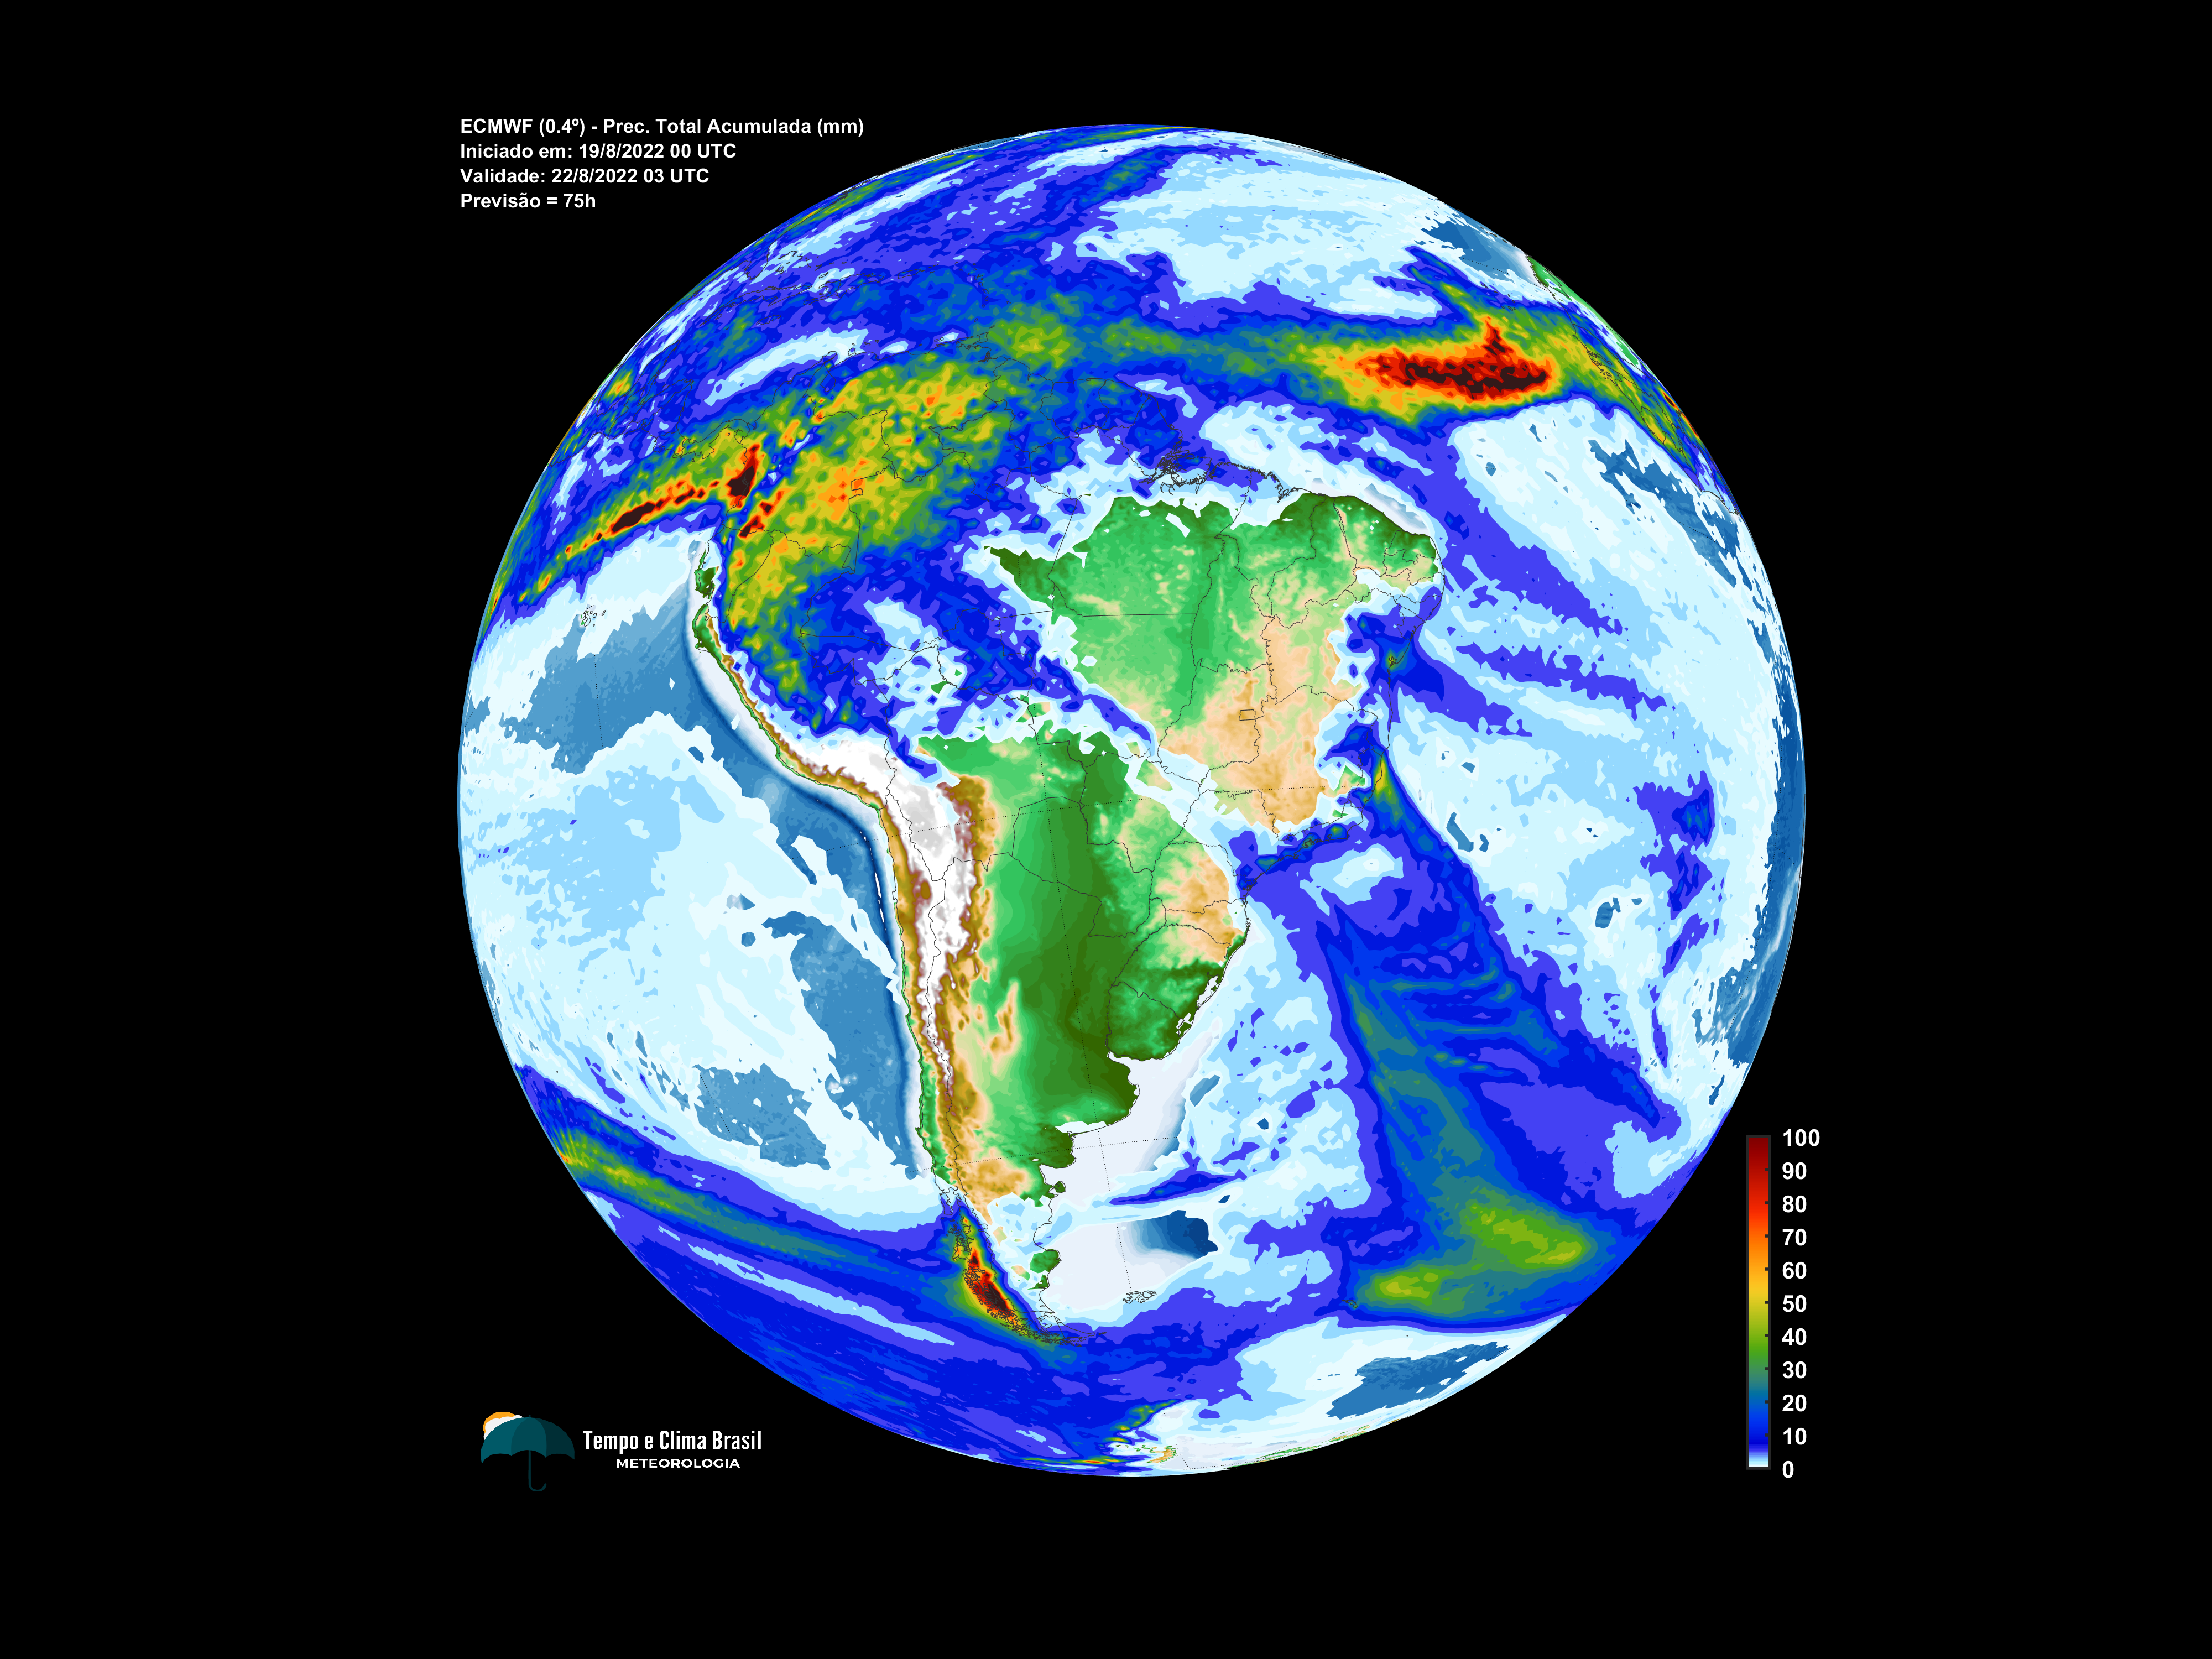 ECMWF (0.4º) - Prec. Total Acumulada (mm)
Iniciado em: 19/8/2022 00 UTC
Validade: 22/8/2022 03 UTC
Previsão = 75h
100
90
80
70
60
50
40
30
20
10
0
Tempo e Clima Brasil
METEOROLOGIA